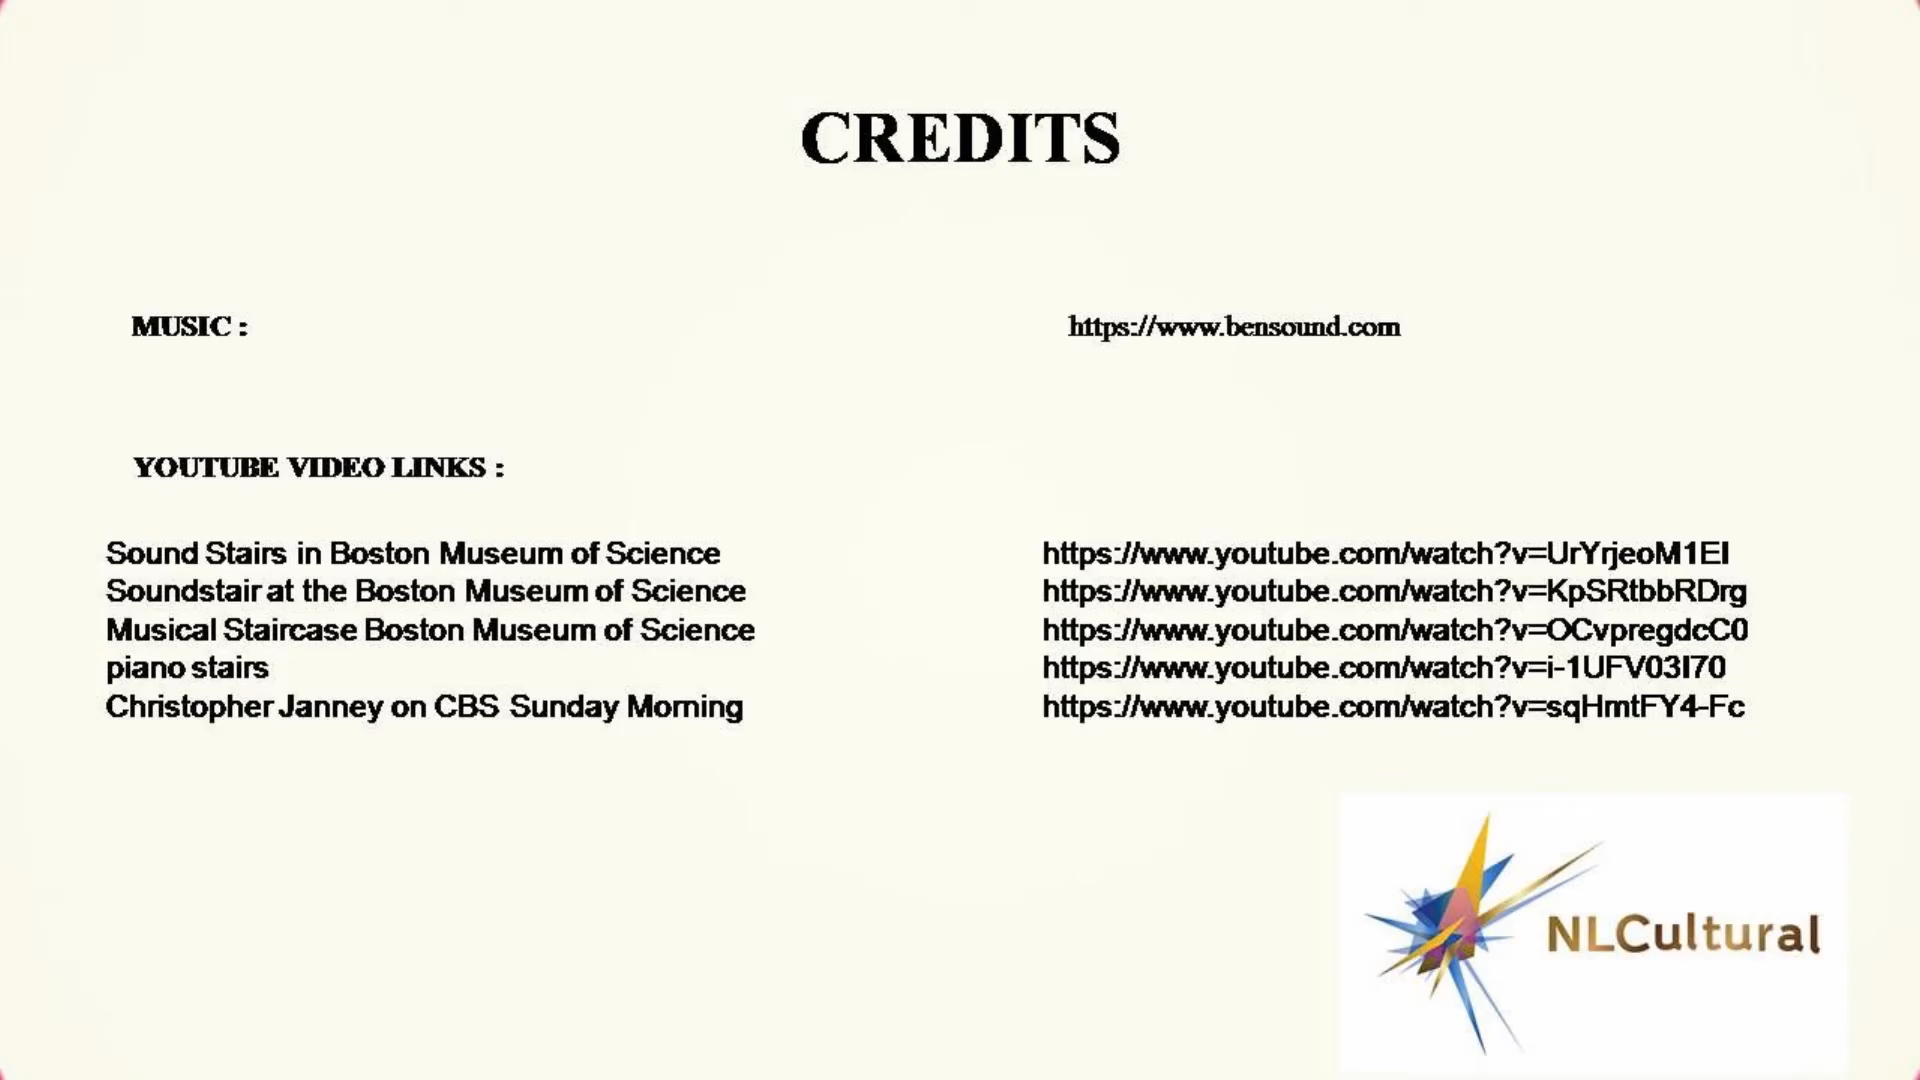 CREDITS
MUSIC : https://www.bensound.com
YOUTUBE VIDEO LINKS :
Sound Stairs in Boston Museum of Science https://www.youtube.com/watch?v=UrYrjeoM1EI
Soundstair at the Boston Museum of Science https://www.youtube.com/watch?v=KpSRtbbRDrg
Musical Staircase Boston Museum of Science https://www.youtube.com/watch?v=OCvpregdcC0
piano stairs https://www.youtube.com/watch?v=i-1UFV03I70
Christopher Janney on CBS Sunday Morning https://www.youtube.com/watch?v=sqHmtFY4-Fc
NLCultural